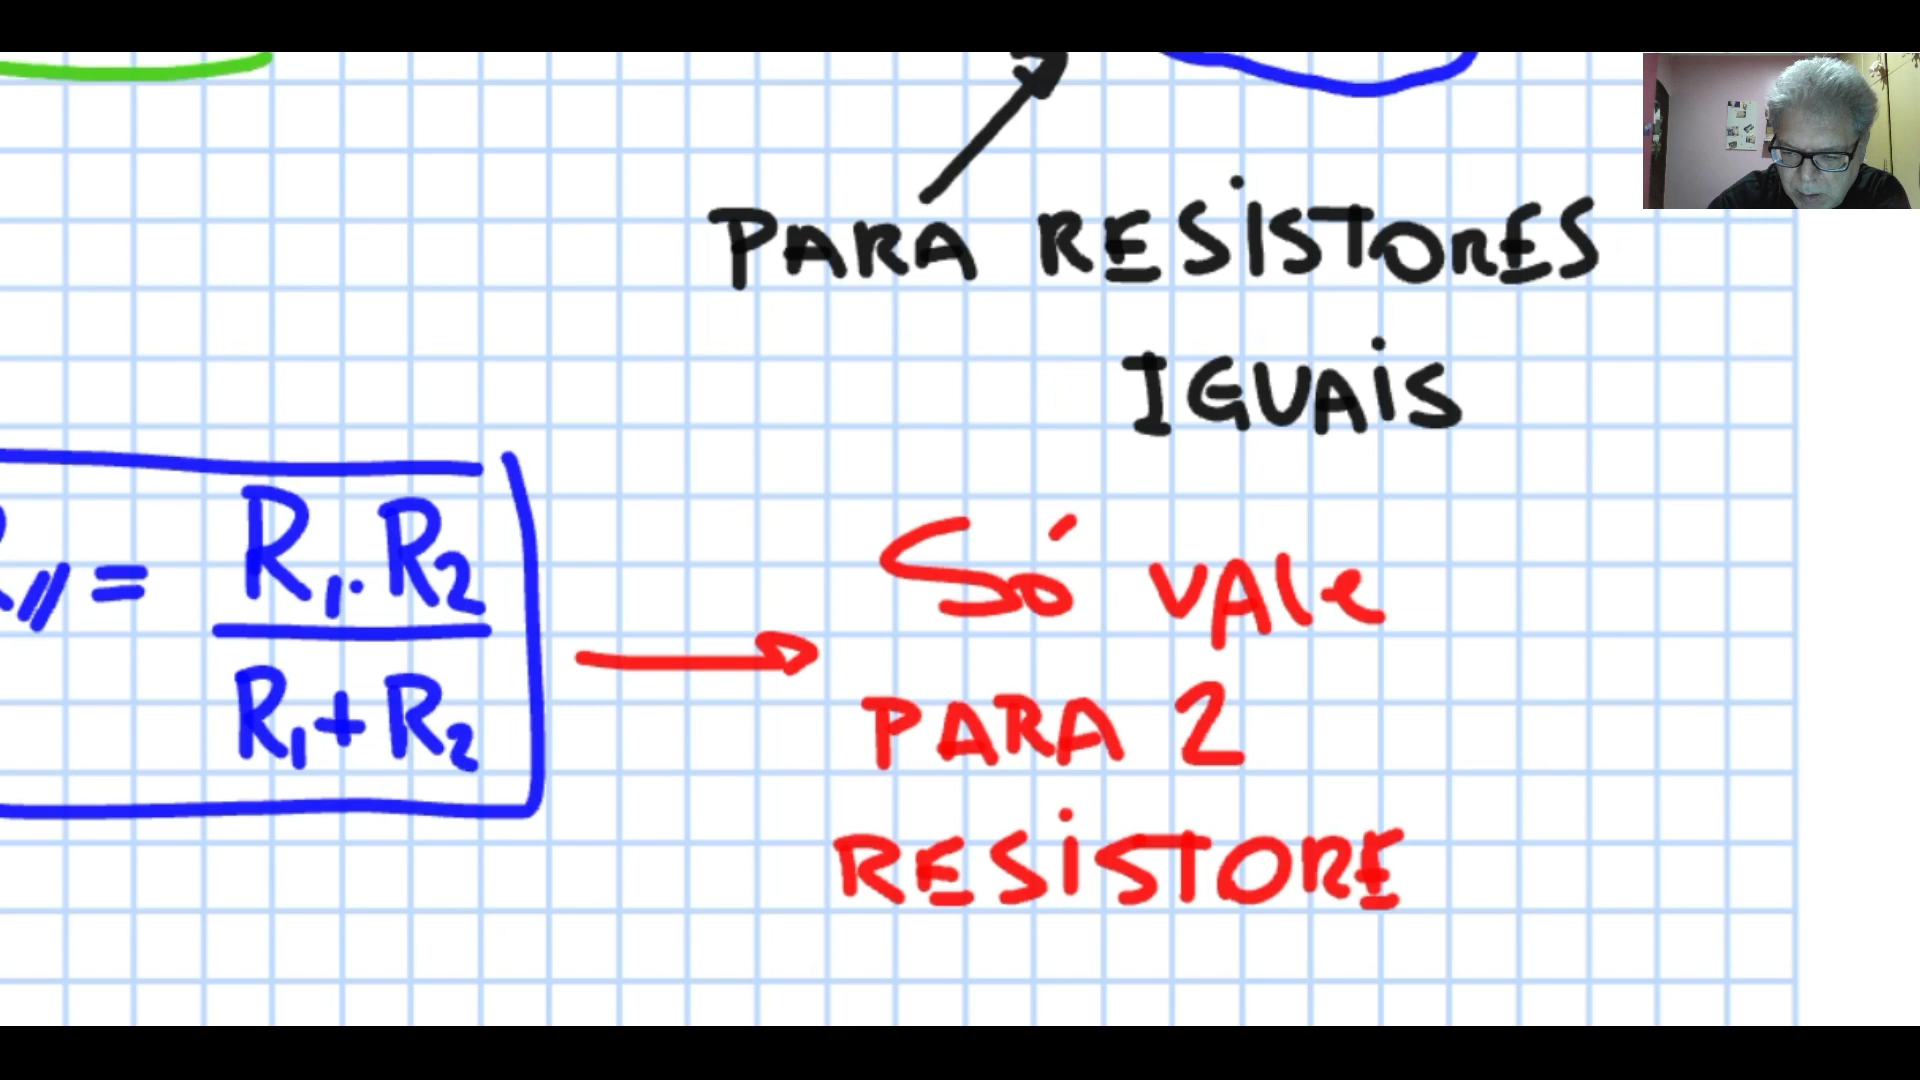 PARA RESISTORES
IGUAIS
R// = R1.R2
R1+R2
Só VALE
PARA 2
RESISTORE